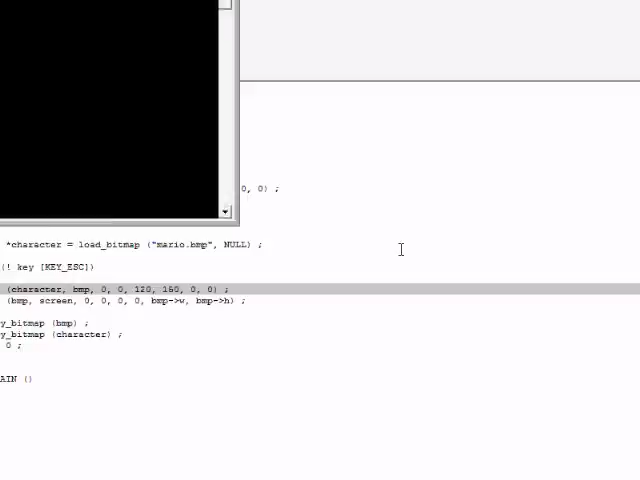 0, 0) ;
*character = load_bitmap ("mario.bmp", NULL) ;
(! key [KEY_ESC])
(character, bmp, 0, 0, 120, 160, 0, 0) ;
(bmp, screen, 0, 0, 0, 0, bmp->w, bmp->h) ;
y_bitmap (bmp) ;
y_bitmap (character) ;
0 ;
AIN ()